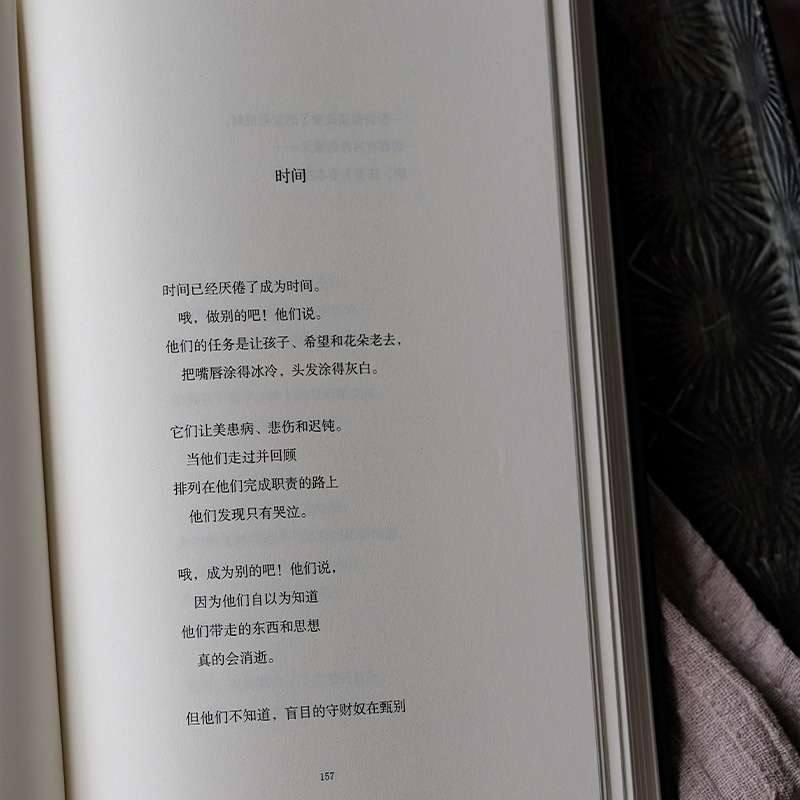 时间
时间已经厌倦了成为时间。
哦，做别的吧！他们说。
他们的任务是让孩子、希望和花朵老去，
把嘴唇涂得冰冷，头发涂得灰白。
它们让美患病、悲伤和迟钝。
当他们走过并回顾
排列在他们完成职责的路上
他们发现只有哭泣。
哦，成为别的吧！他们说，
因为他们自以为知道
他们带走的东西和思想
真的会消逝。
但他们不知道，盲目的守财奴在甄别
157